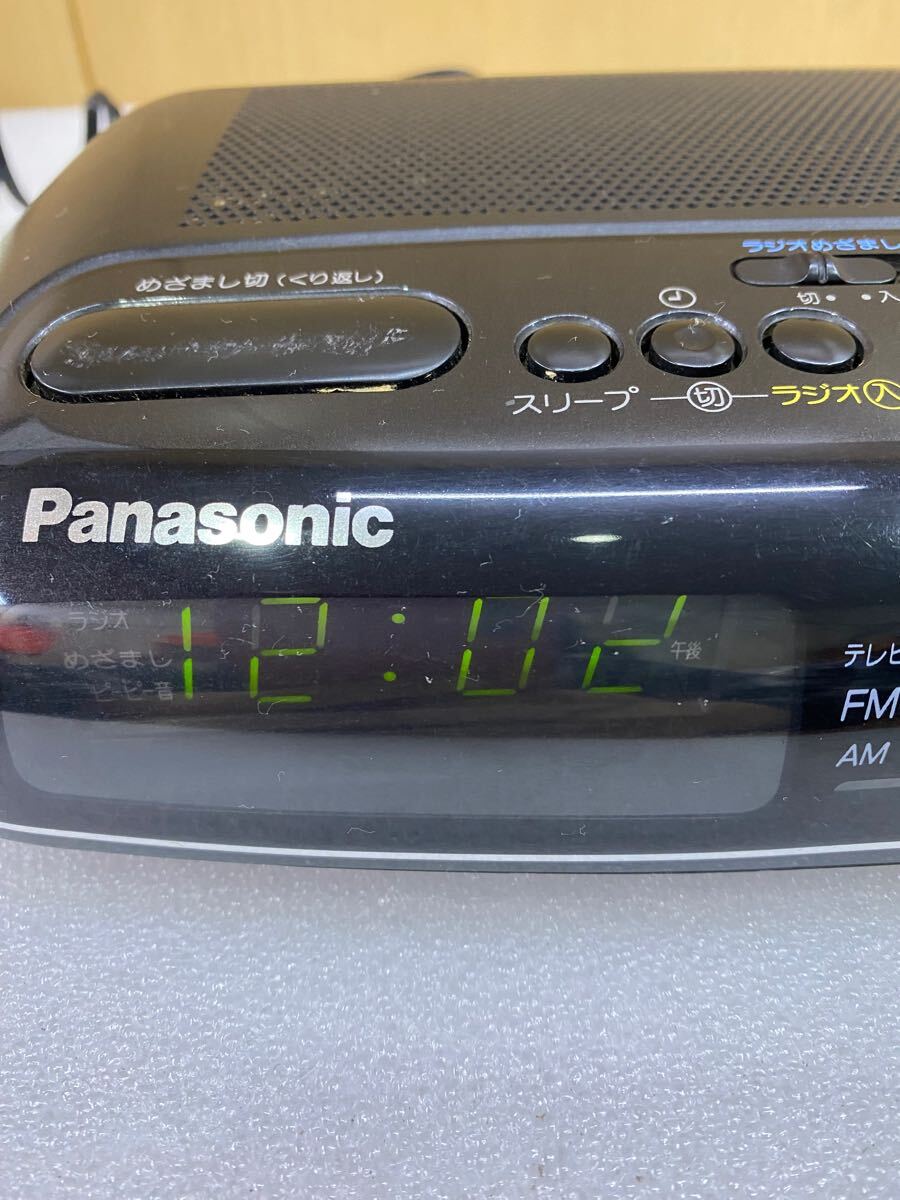 ラジオめざまし
めざまし切(くり返し)
切・ ・入
スリープ 切 ラジオ入
Panasonic
ラジオ
めざまし
ピピ音
12:02
午後
テレビ
FM
AM